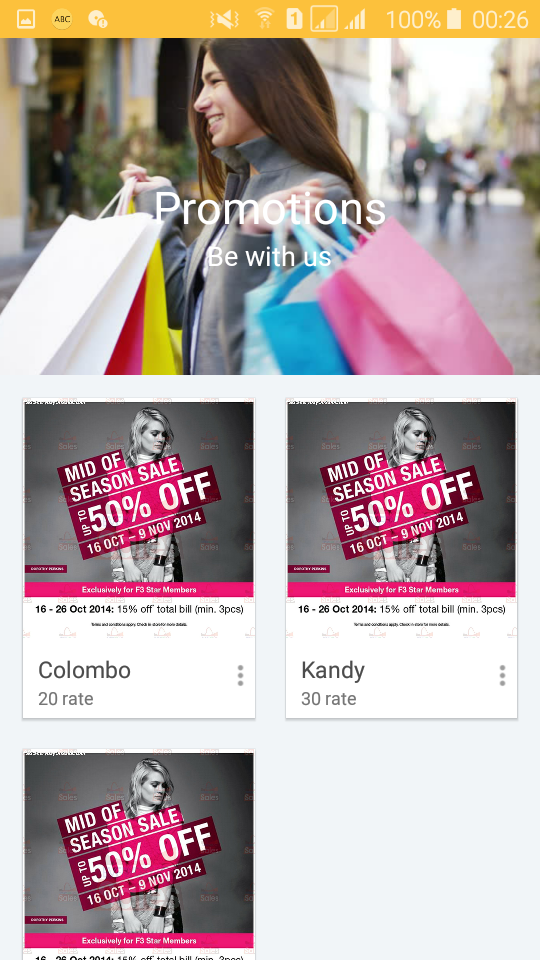 ABC
1
100%
00:26
Promotions
Be with us
MID OF
SEASON SALE
UP TO
50% OFF
16 OCT – 9 NOV 2014
DOROTHY PERKINS
Exclusively for F3 Star Members
16 - 26 Oct 2014: 15% off total bill (min. 3pcs)
Terms and conditions apply. Check in-store for more details.
Colombo
20 rate
MID OF
SEASON SALE
UP TO
50% OFF
16 OCT – 9 NOV 2014
DOROTHY PERKINS
Exclusively for F3 Star Members
16 - 26 Oct 2014: 15% off total bill (min. 3pcs)
Terms and conditions apply. Check in-store for more details.
Kandy
30 rate
MID OF
SEASON SALE
UP TO
50% OFF
16 OCT – 9 NOV 2014
DOROTHY PERKINS
Exclusively for F3 Star Members
16 - 26 Oct 2014: 15% off total bill (min. 3pcs)